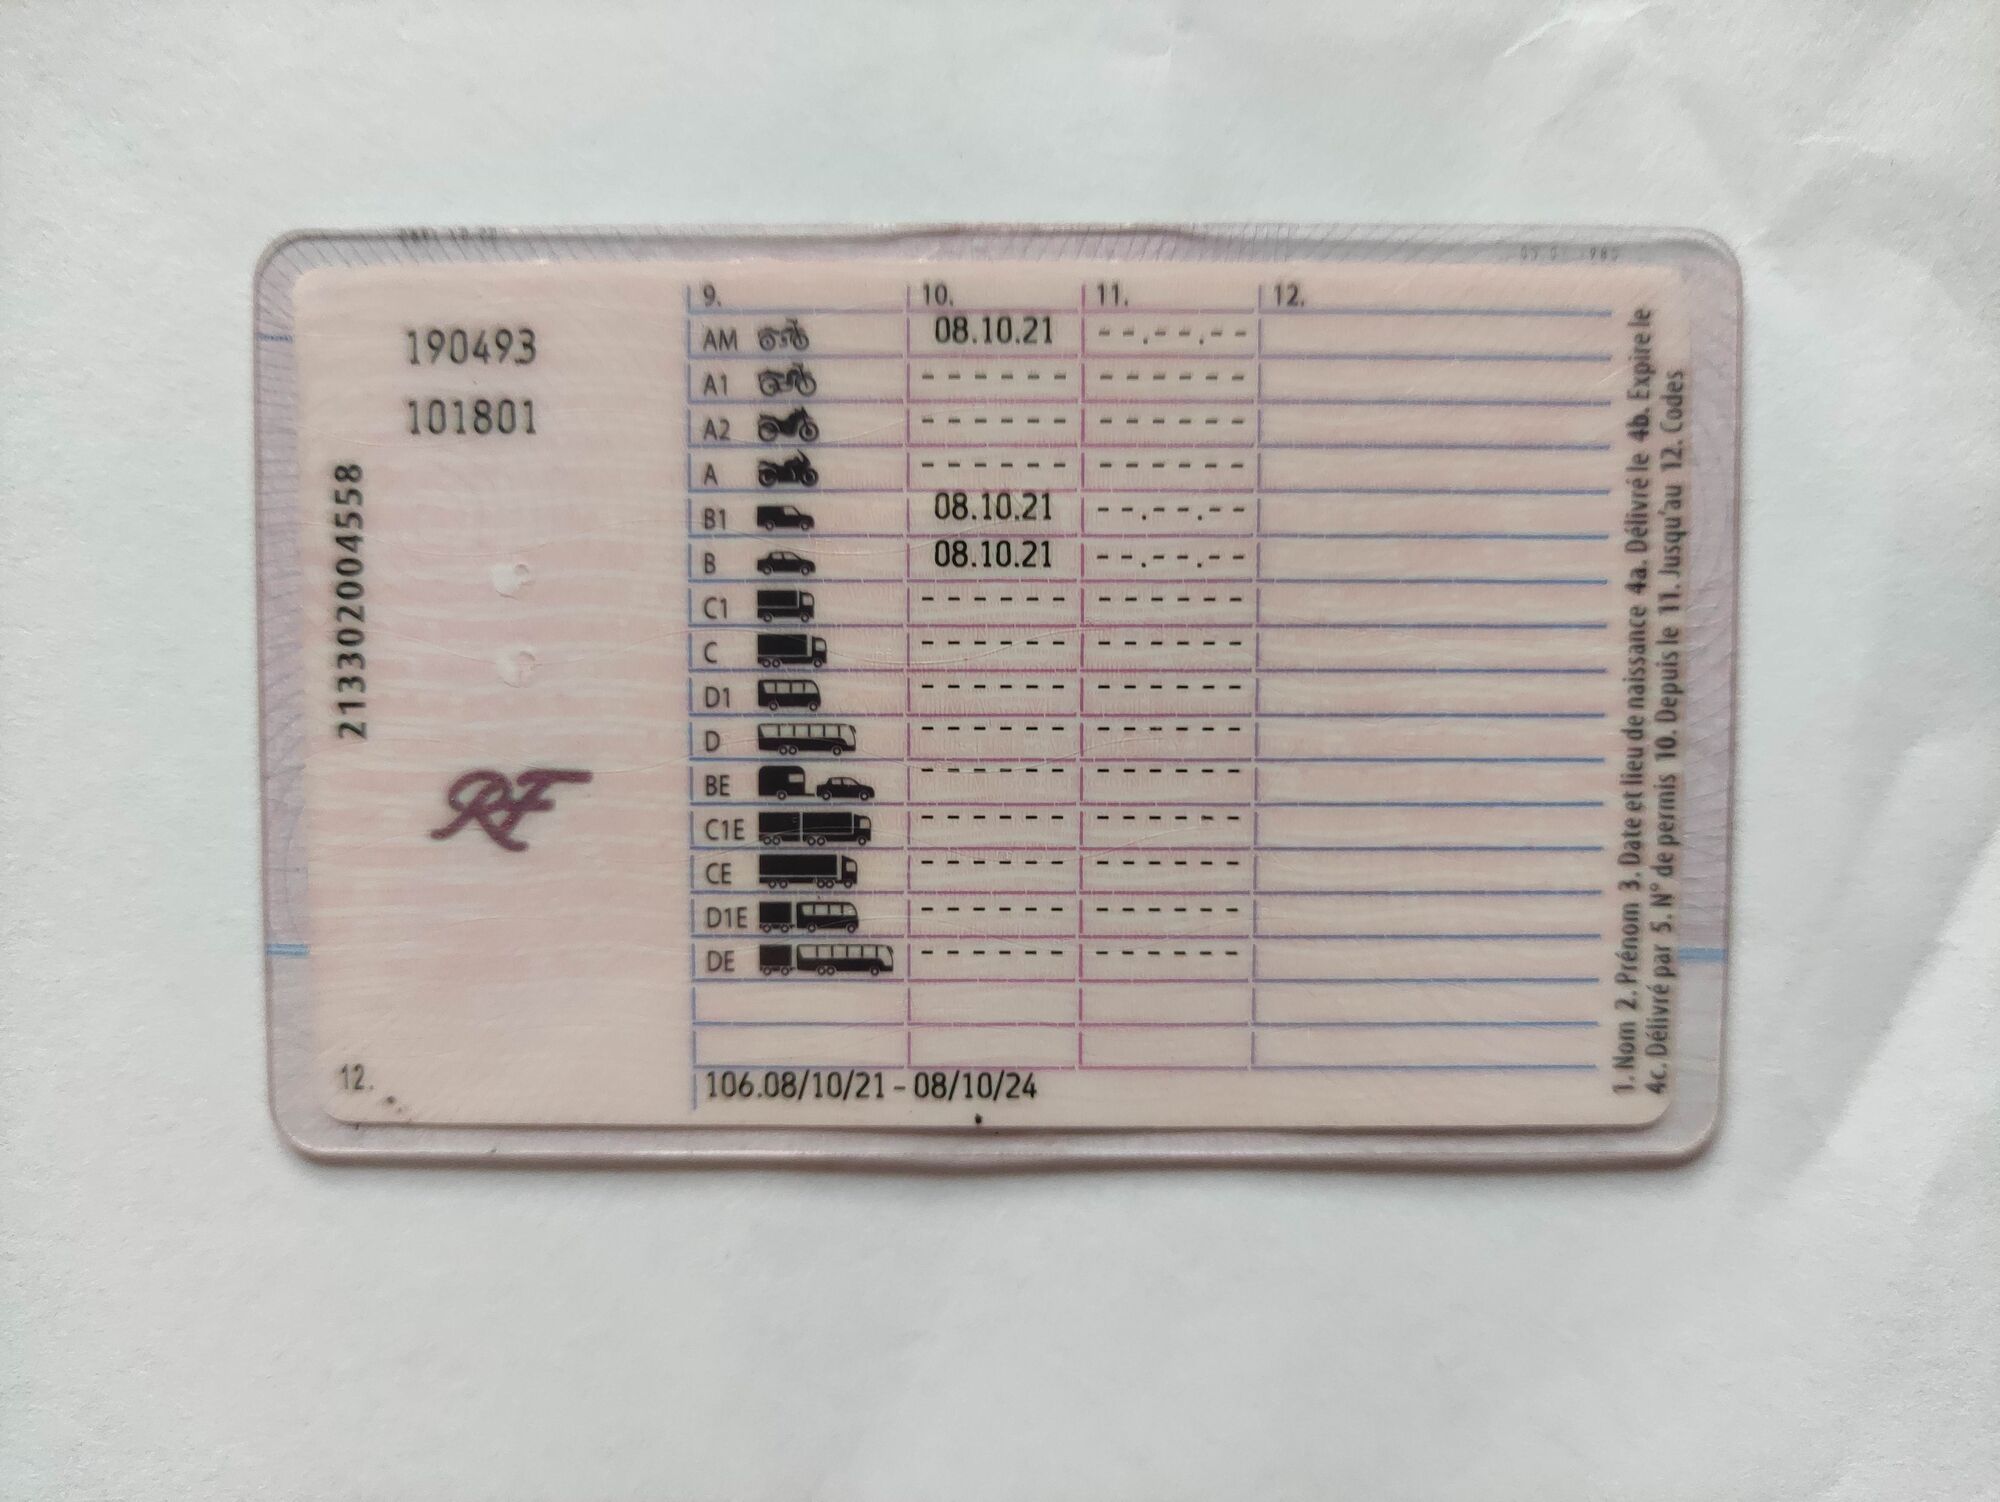 190493
101801
213302004558
RF
12.
9. 10. 11. 12.
AM 08.10.21 --.--.--
A1 ------ ------
A2 ------ ------
A ------ ------
B1 08.10.21 --.--.--
B 08.10.21 --.--.--
C1 ------ ------
C ------ ------
D1 ------ ------
D ------ ------
BE ------ ------
C1E ------ ------
CE ------ ------
D1E ------ ------
DE ------ ------
106.08/10/21 - 08/10/24
1. Nom 2. Prénom 3. Date et lieu de naissance 4a. Délivré le 4b. Expire le
4c. Délivré par 5. N° de permis 10. Depuis le 11. Jusqu'au 12. Codes